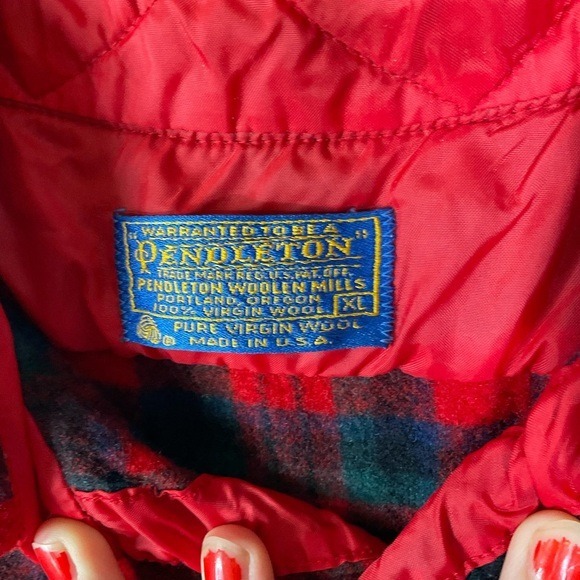 "WARRANTED TO BE A
PENDLETON"
TRADE MARK REG. U.S. PAT. OFF.
PENDLETON WOOLEN MILLS
PORTLAND, OREGON
100% VIRGIN WOOL XL
PURE VIRGIN WOOL
®
MADE IN U.S.A.